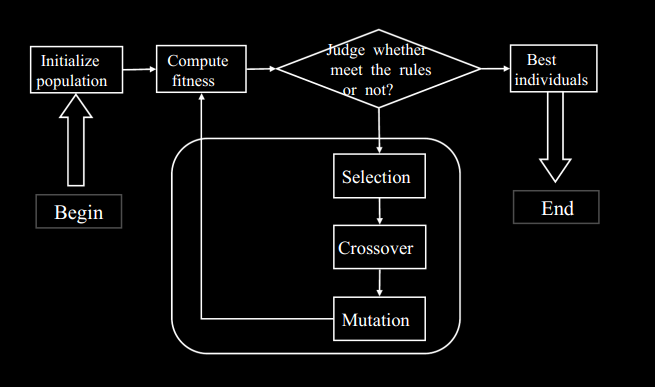 Initialize
population
Compute
fitness
Judge whether
meet the rules
or not?
Best
individuals
Begin
Selection
End
Crossover
Mutation